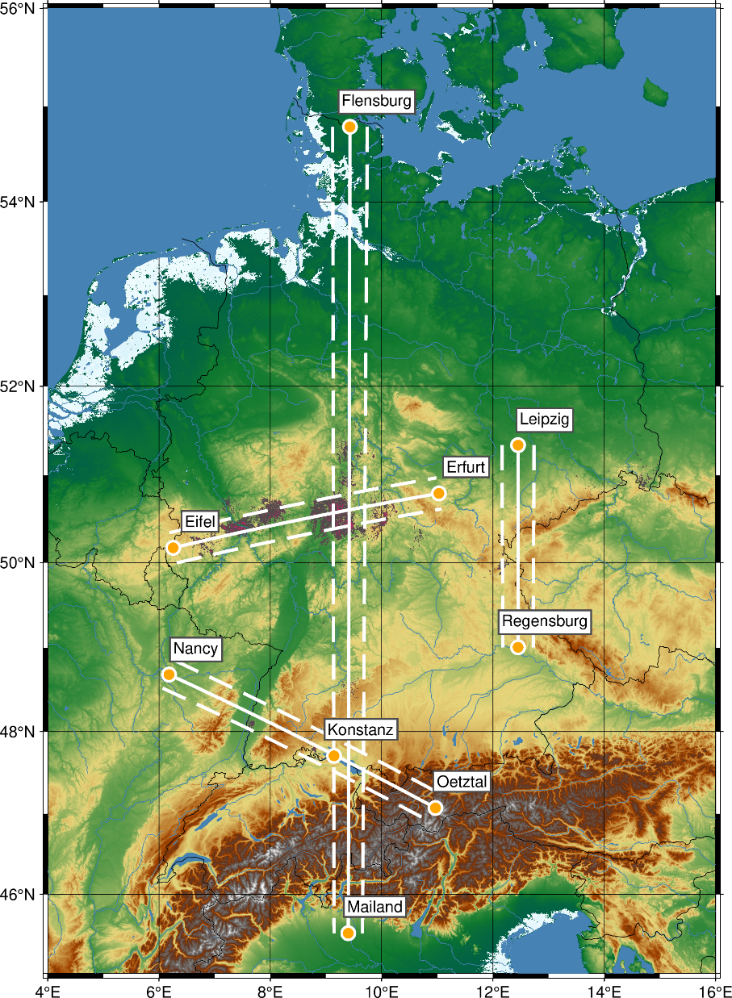 56°N
Flensburg
54°N
52°N
Leipzig
Erfurt
Eifel
50°N
Regensburg
Nancy
48°N
Konstanz
Oetztal
46°N
Mailand
4°E 6°E 8°E 10°E 12°E 14°E 16°E